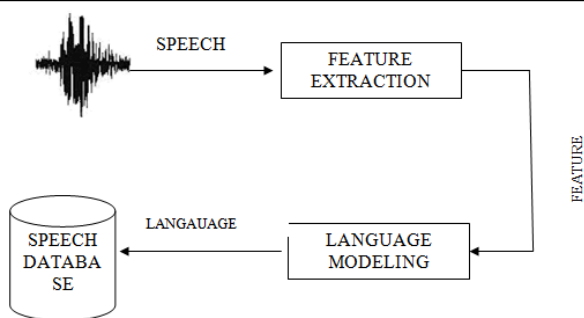 SPEECH
FEATURE
EXTRACTION
FEATURE
LANGAUAGE
LANGUAGE
MODELING
SPEECH
DATABA
SE